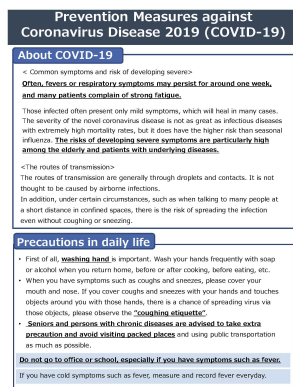 Prevention Measures against
Coronavirus Disease 2019 (COVID-19)
About COVID-19
< Common symptoms and risk of developing severe>
Often, fevers or respiratory symptoms may persist for around one week,
and many patients complain of strong fatigue.
Those infected often present only mild symptoms, which will heal in many cases.
The severity of the novel coronavirus disease is not as great as infectious diseases
with extremely high mortality rates, but it does have the higher risk than seasonal
influenza. The risks of developing severe symptoms are particularly high
among the elderly and patients with underlying diseases.
<The routes of transmission>
The routes of transmission are generally through droplets and contacts. It is not
thought to be caused by airborne infections.
In addition, under certain circumstances, such as when talking to many people at
a short distance in confined spaces, there is the risk of spreading the infection
even without coughing or sneezing.
Precautions in daily life
• First of all, washing hand is important. Wash your hands frequently with soap
or alcohol when you return home, before or after cooking, before eating, etc.
• When you have symptoms such as coughs and sneezes, please cover your
mouth and nose. If you cover coughs and sneezes with your hands and touches
objects around you with those hands, there is a chance of spreading virus via
those objects, please observe the "coughing etiquette".
• Seniors and persons with chronic diseases are advised to take extra
precaution and avoid visiting packed places and using public transportation
as much as possible.
Do not go to office or school, especially if you have symptoms such as fever.
If you have cold symptoms such as fever, measure and record fever everyday.